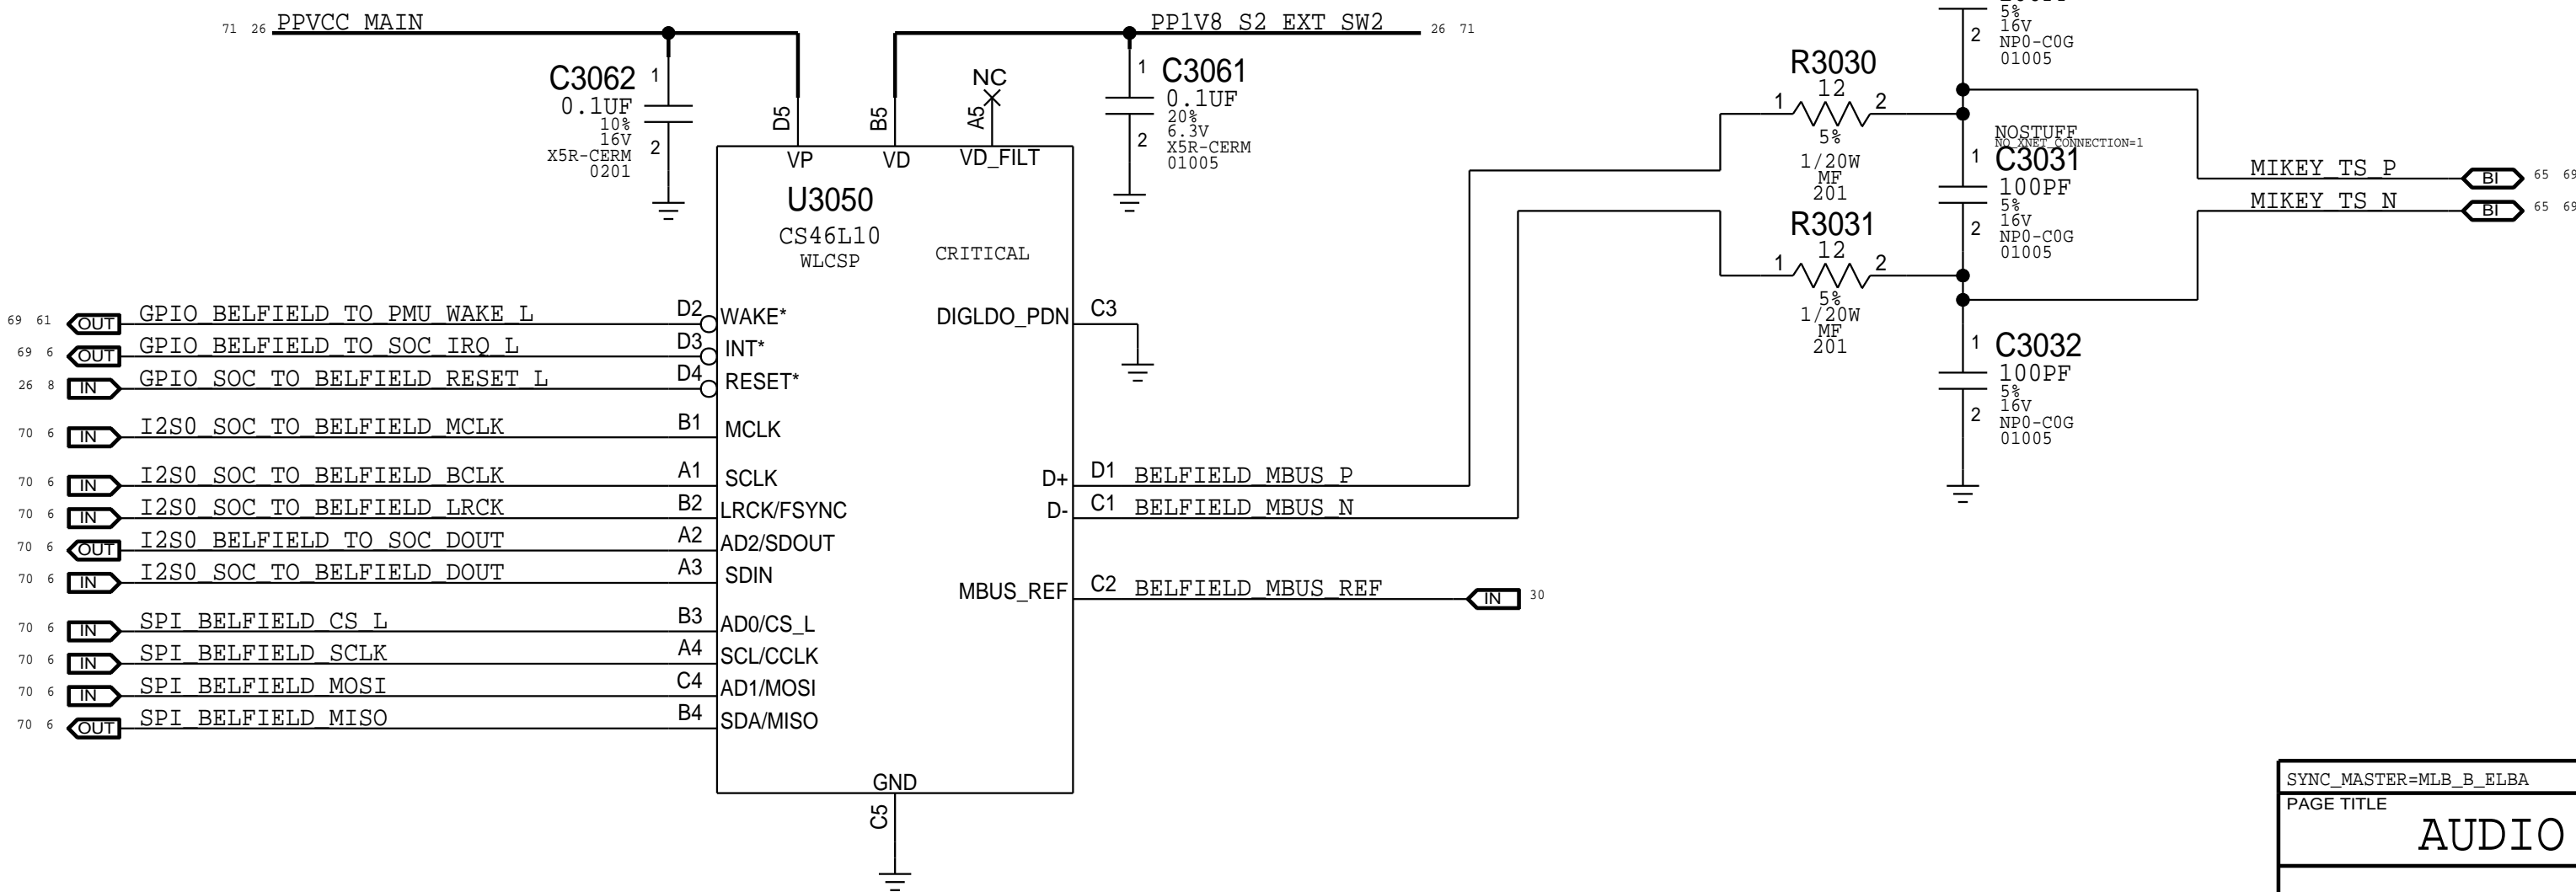 71 26 PPVCC_MAIN
PP1V8_S2_EXT_SW2 26 71
C3062
0.1UF
10%
16V
X5R-CERM
0201
1
2
D5
B5
NC
A5
1
2
C3061
0.1UF
20%
6.3V
X5R-CERM
01005
VP
VD
VD_FILT
U3050
CS46L10
WLCSP
CRITICAL
69 61 OUT GPIO_BELFIELD_TO_PMU_WAKE_L D2 WAKE*
69 6 OUT GPIO_BELFIELD_TO_SOC_IRQ_L D3 INT*
26 8 IN GPIO_SOC_TO_BELFIELD_RESET_L D4 RESET*
70 6 IN I2S0_SOC_TO_BELFIELD_MCLK B1 MCLK
70 6 IN I2S0_SOC_TO_BELFIELD_BCLK A1 SCLK
70 6 IN I2S0_SOC_TO_BELFIELD_LRCK B2 LRCK/FSYNC
70 6 OUT I2S0_BELFIELD_TO_SOC_DOUT A2 AD2/SDOUT
70 6 IN I2S0_SOC_TO_BELFIELD_DOUT A3 SDIN
70 6 IN SPI_BELFIELD_CS_L B3 AD0/CS_L
70 6 IN SPI_BELFIELD_SCLK A4 SCL/CCLK
70 6 IN SPI_BELFIELD_MOSI C4 AD1/MOSI
70 6 OUT SPI_BELFIELD_MISO B4 SDA/MISO
DIGLDO_PDN C3
D+ D1 BELFIELD_MBUS_P
D- C1 BELFIELD_MBUS_N
MBUS_REF C2 BELFIELD_MBUS_REF IN 30
GND
C5
5%
16V
NP0-C0G
01005
2
R3030
12
1 2
5%
1/20W
MF
201
R3031
12
1 2
5%
1/20W
MF
201
NOSTUFF
NO_XNET_CONNECTION=1
1
C3031
100PF
5%
16V
NP0-C0G
01005
2
1
C3032
100PF
5%
16V
NP0-C0G
01005
2
MIKEY_TS_P BI 65 69
MIKEY_TS_N BI 65 69
SYNC_MASTER=MLB_B_ELBA
PAGE TITLE
AUDIO